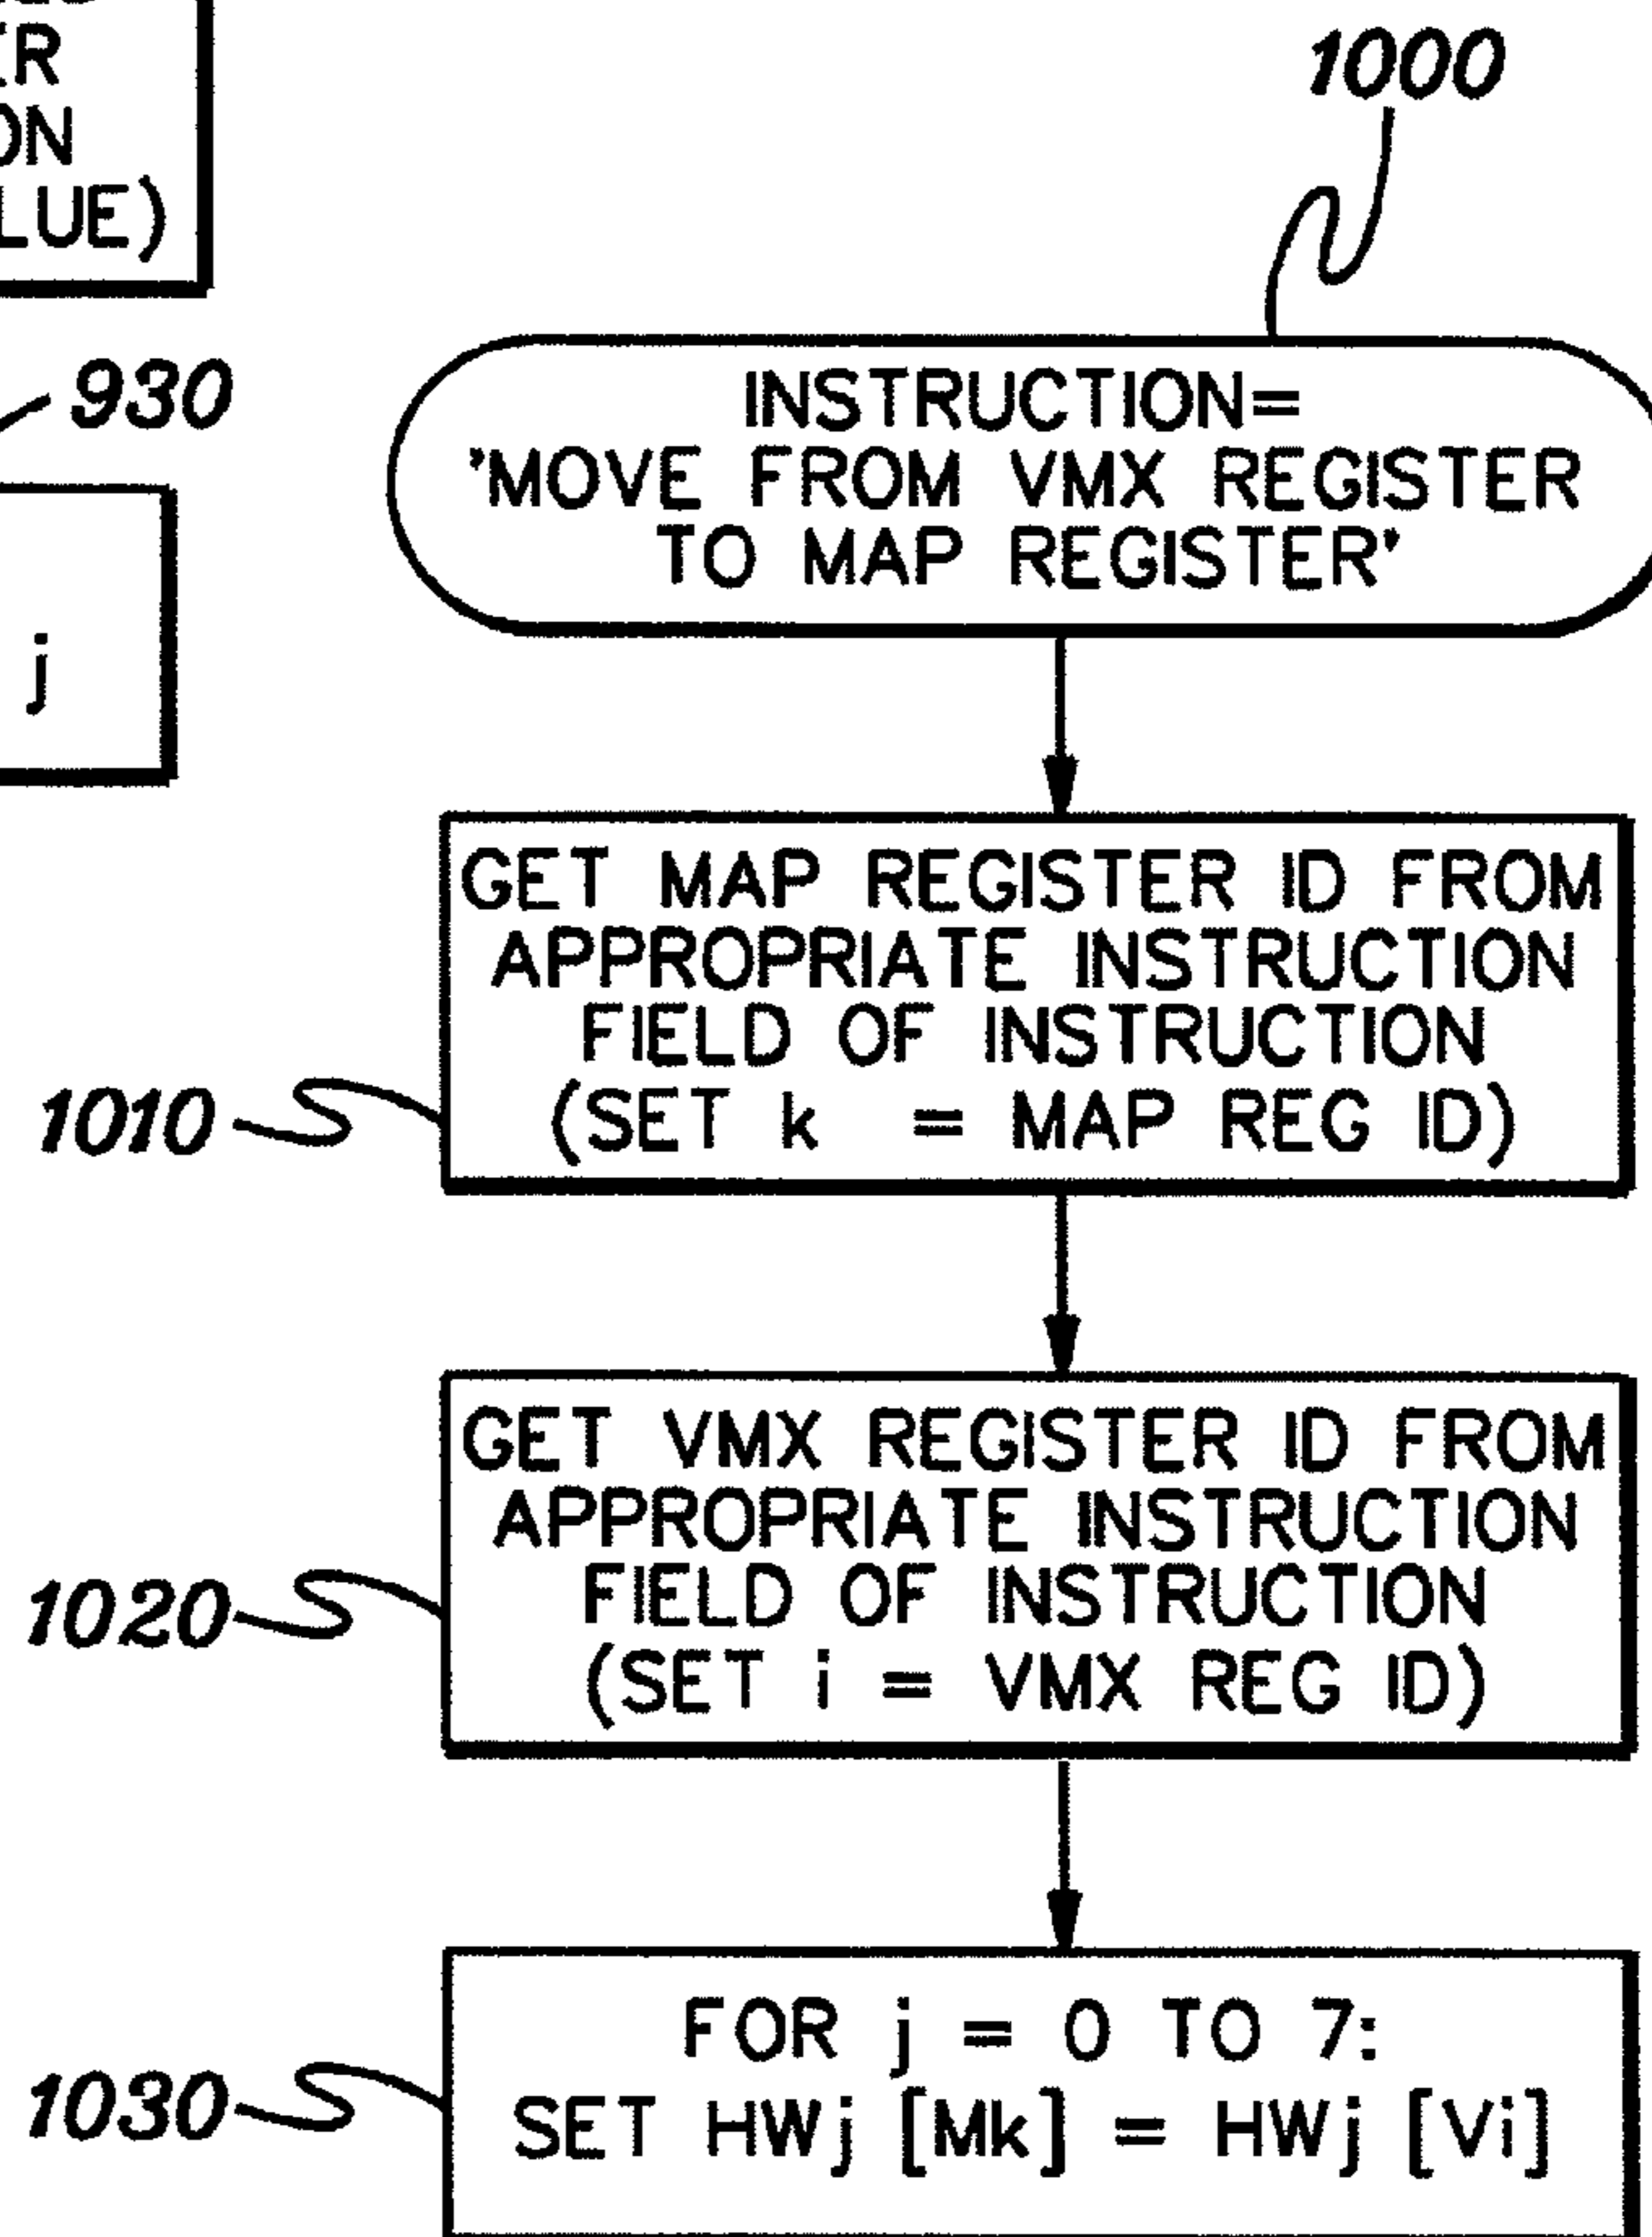 LUE)
930
j
1000
INSTRUCTION=
'MOVE FROM VMX REGISTER
TO MAP REGISTER'
GET MAP REGISTER ID FROM
APPROPRIATE INSTRUCTION
FIELD OF INSTRUCTION
(SET k = MAP REG ID)
1010
GET VMX REGISTER ID FROM
APPROPRIATE INSTRUCTION
FIELD OF INSTRUCTION
(SET i = VMX REG ID)
1020
FOR j = 0 TO 7:
SET HWj [Mk] = HWj [Vi]
1030